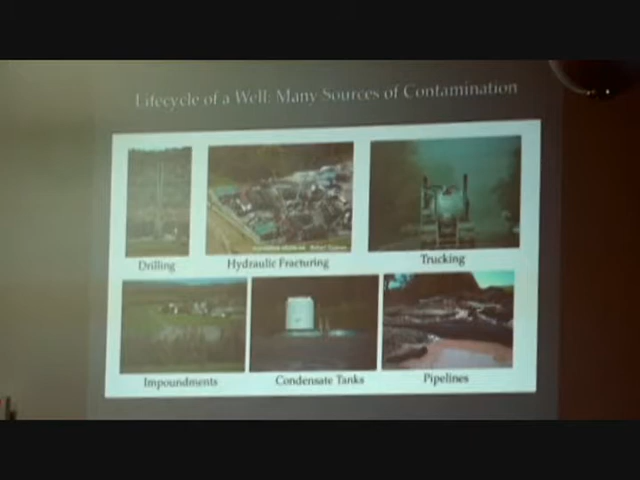 Lifecycle of a Well: Many Sources of Contamination
Drilling
Hydraulic Fracturing
Trucking
Impoundments
Condensate Tanks
Pipelines